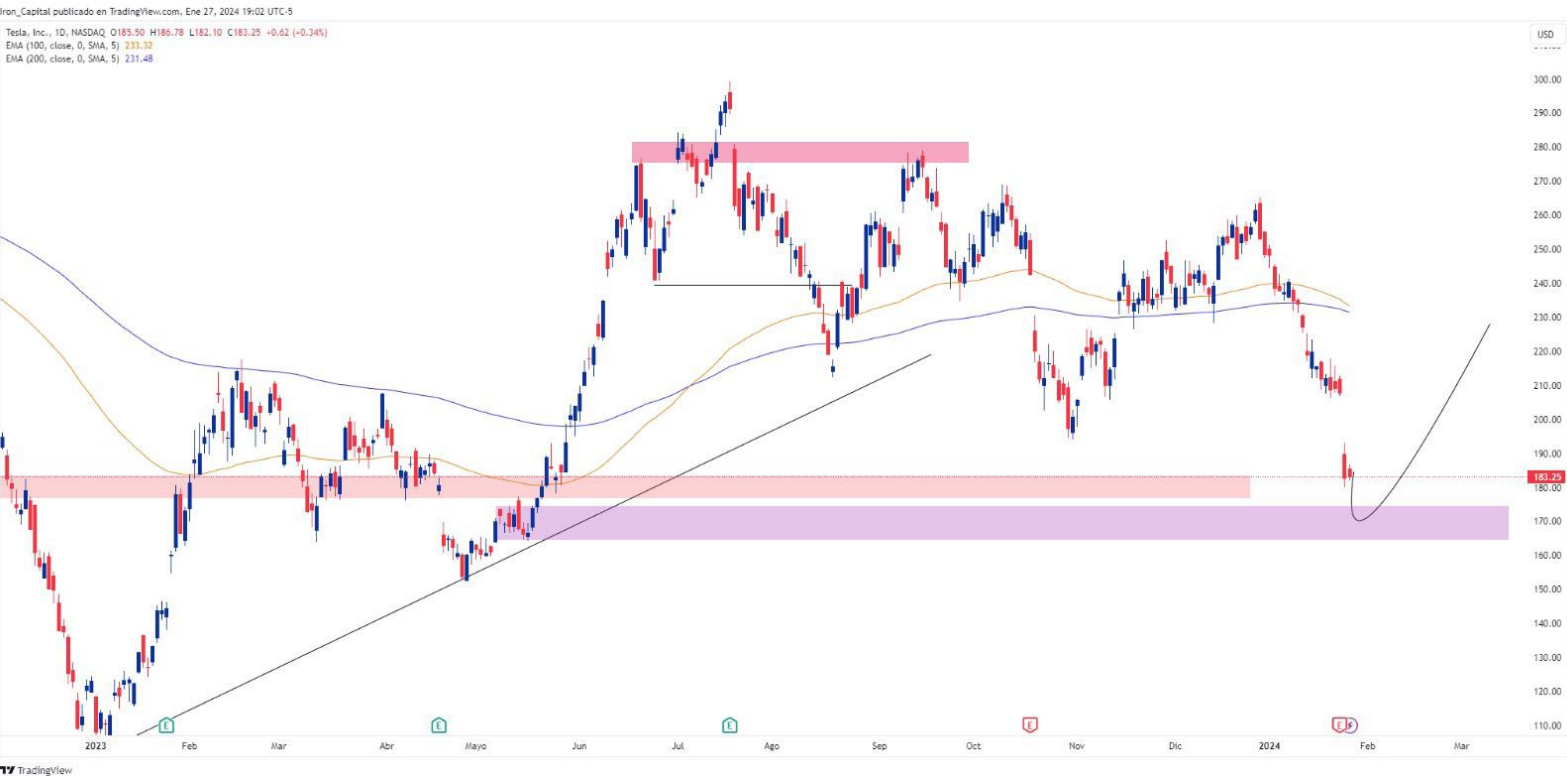 Iron_Capital publicado en TradingView.com, Ene 27, 2024 19:02 UTC-5
Tesla, Inc., 1D, NASDAQ O185.50 H186.78 L182.10 C183.25 +0.62 (+0.34%)
EMA (100, close, 0, SMA, 5) 233.32
EMA (200, close, 0, SMA, 5) 231.48
USD
300.00
290.00
280.00
270.00
260.00
250.00
240.00
230.00
220.00
210.00
200.00
190.00
183.25
180.00
170.00
160.00
150.00
140.00
130.00
120.00
110.00
E E E E E
2023 Feb Mar Abr Mayo Jun Jul Ago Sep Oct Nov Dic 2024 Feb Mar
TradingView